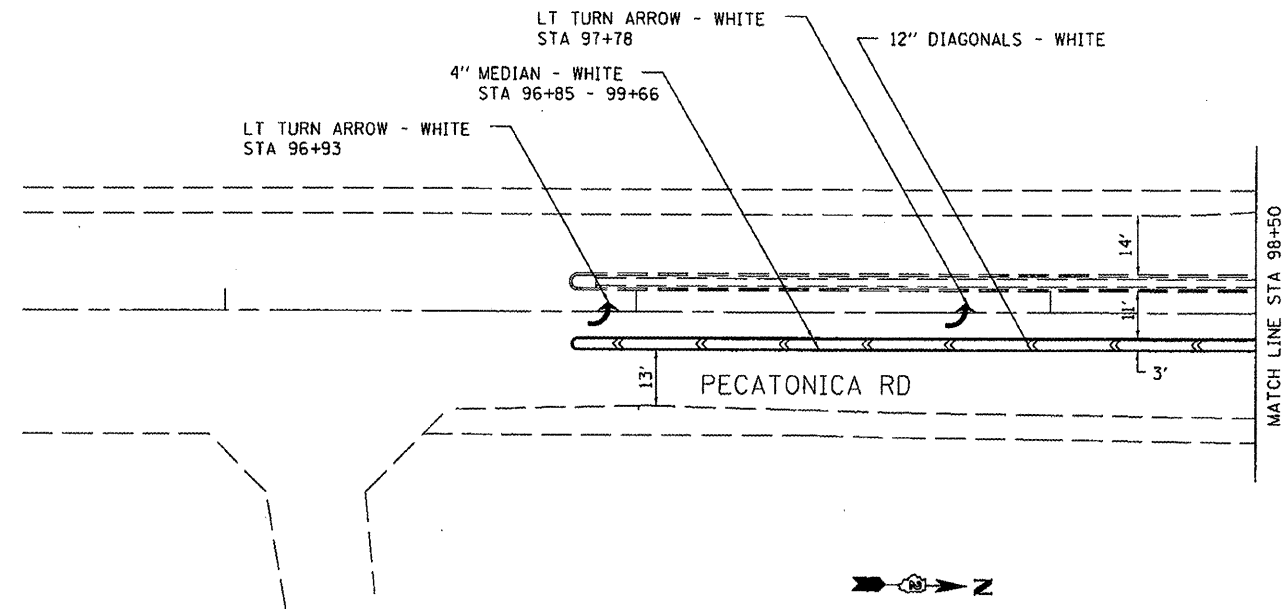 LT TURN ARROW - WHITE
STA 97+78
12" DIAGONALS - WHITE
4" MEDIAN - WHITE
STA 96+85 - 99+66
LT TURN ARROW - WHITE
STA 96+93
14'
11'
3'
13'
PECATONICA RD
MATCH LINE STA 98+50
N